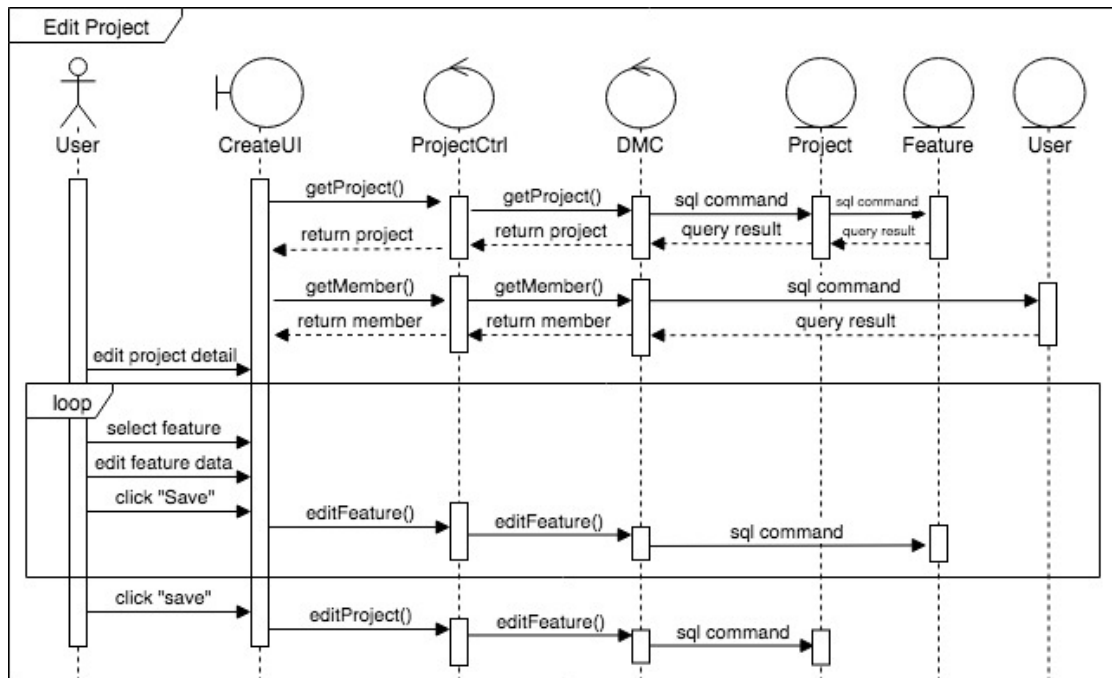 Edit Project
User
CreateUI
ProjectCtrl
DMC
Project
Feature
User
getProject()
getProject()
sql command
sql command
return project
return project
query result
query result
getMember()
getMember()
sql command
return member
return member
query result
edit project detail
loop
select feature
edit feature data
click "Save"
editFeature()
editFeature()
sql command
click "save"
editProject()
editFeature()
sql command